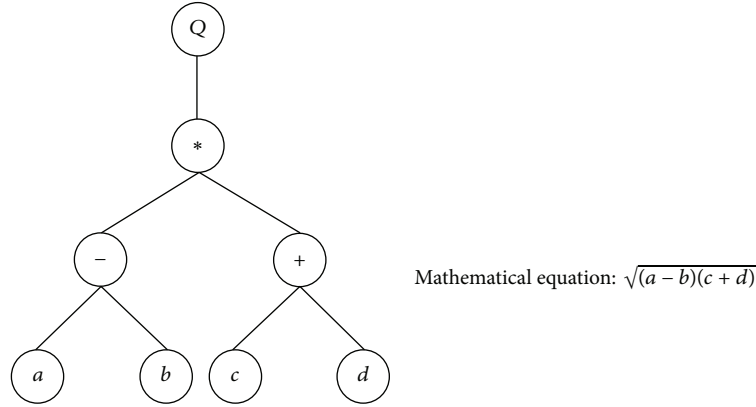 Q
*
− +
Mathematical equation: √(a − b)(c + d)
a b c d